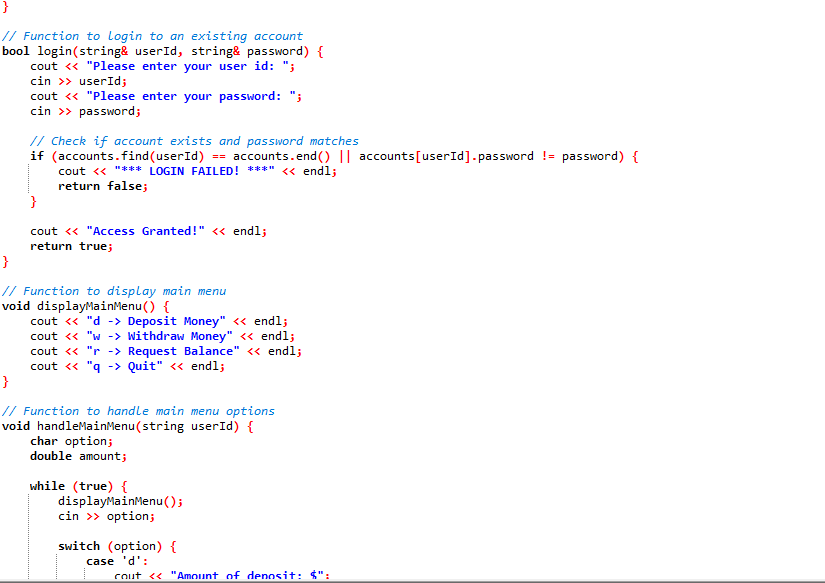 }

// Function to login to an existing account
bool login(string& userId, string& password) {
    cout << "Please enter your user id: ";
    cin >> userId;
    cout << "Please enter your password: ";
    cin >> password;

    // Check if account exists and password matches
    if (accounts.find(userId) == accounts.end() || accounts[userId].password != password) {
        cout << "*** LOGIN FAILED! ***" << endl;
        return false;
    }

    cout << "Access Granted!" << endl;
    return true;
}

// Function to display main menu
void displayMainMenu() {
    cout << "d -> Deposit Money" << endl;
    cout << "w -> Withdraw Money" << endl;
    cout << "r -> Request Balance" << endl;
    cout << "q -> Quit" << endl;
}

// Function to handle main menu options
void handleMainMenu(string userId) {
    char option;
    double amount;

    while (true) {
        displayMainMenu();
        cin >> option;

        switch (option) {
            case 'd':
                cout << "Amount of deposit: $";